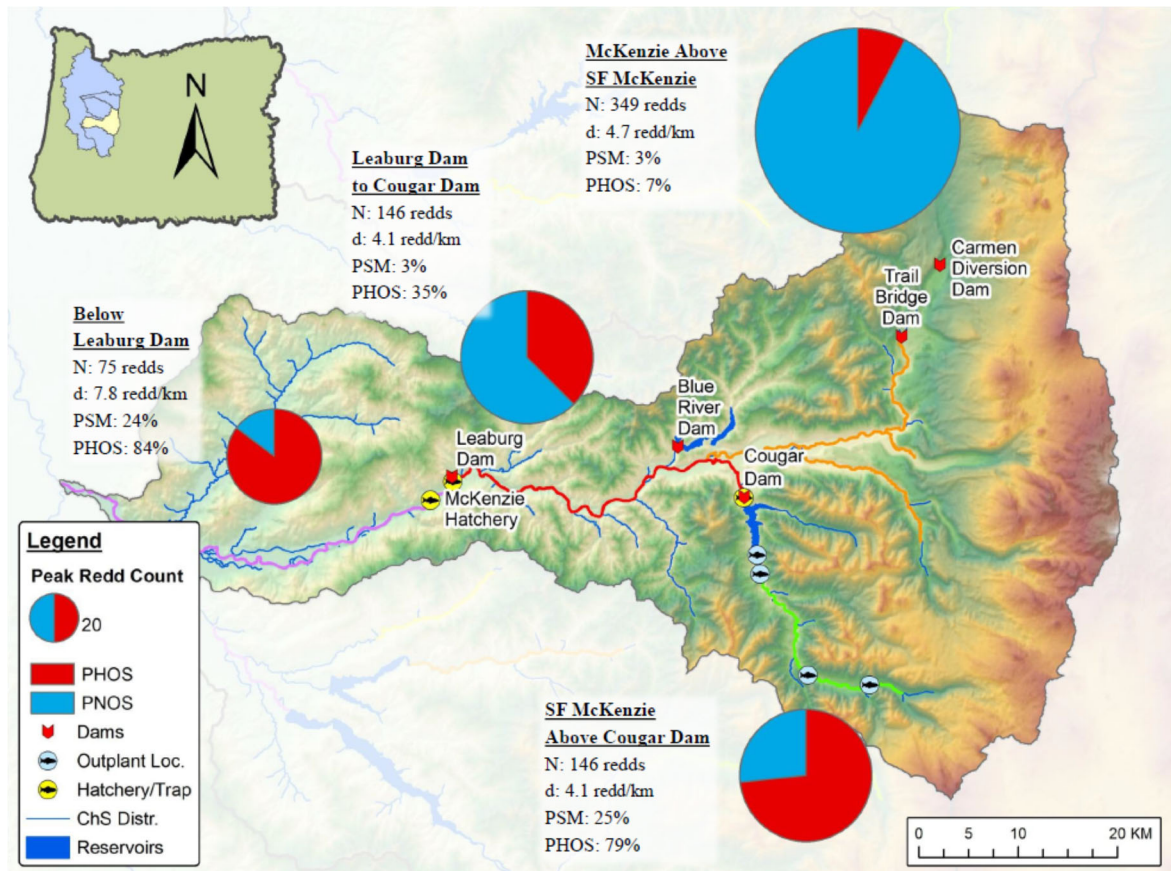 N
McKenzie Above
SF McKenzie
N: 349 redds
d: 4.7 redd/km
PSM: 3%
PHOS: 7%
Leaburg Dam
to Cougar Dam
N: 146 redds
d: 4.1 redd/km
PSM: 3%
PHOS: 35%
Below
Leaburg Dam
N: 75 redds
d: 7.8 redd/km
PSM: 24%
PHOS: 84%
Carmen
Diversion
Dam
Trail
Bridge
Dam
Blue
River
Dam
Leaburg
Dam
Cougar
Dam
McKenzie
Hatchery
Legend
Peak Redd Count
20
PHOS
PNOS
Dams
Outplant Loc.
Hatchery/Trap
ChS Distr.
Reservoirs
SF McKenzie
Above Cougar Dam
N: 146 redds
d: 4.1 redd/km
PSM: 25%
PHOS: 79%
0 5 10 20 KM